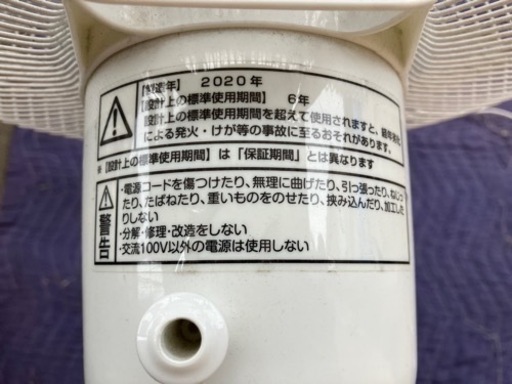 【製造年】 2020年
【設計上の標準使用期間】 6年
設計上の標準使用期間を超えて使用されますと、経年劣化
による発火・けが等の事故に至るおそれがあります。
※【設計上の標準使用期間】は「保証期間」とは異なります
警告
・電源コードを傷つけたり、無理に曲げたり、引っ張ったり、ねじっ
たり、たばねたり、重いものをのせたり、挟み込んだり、加工した
りしない
・分解・修理・改造をしない
・交流100V以外の電源は使用しない